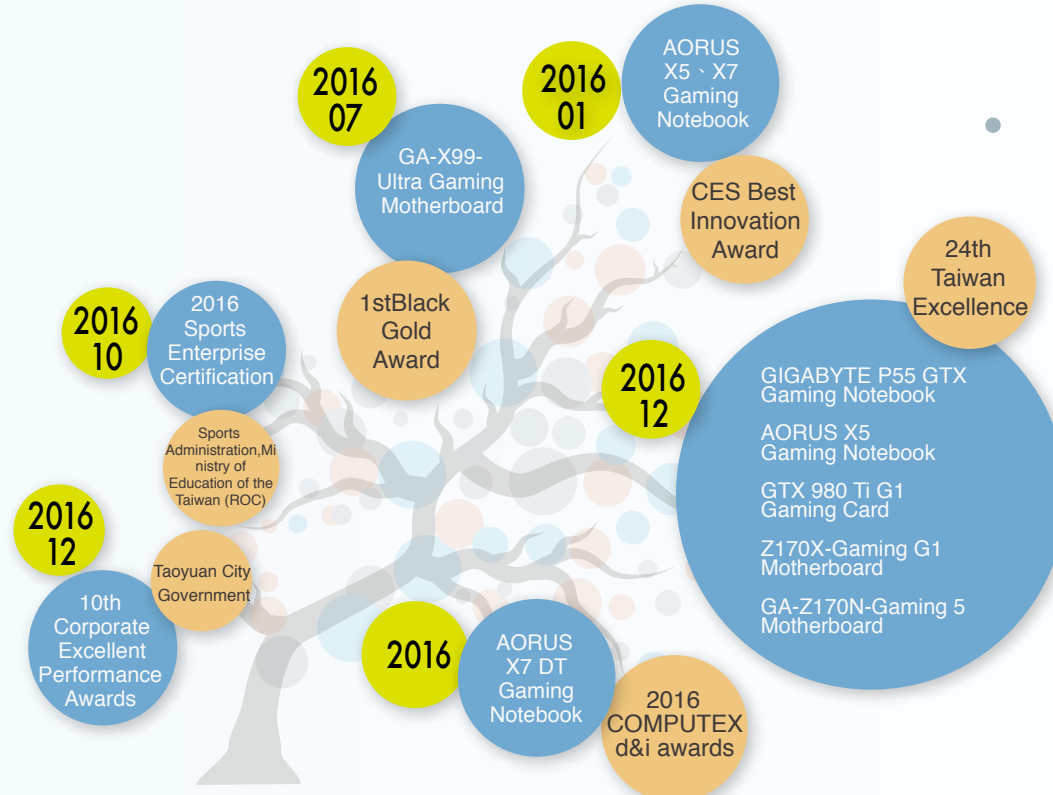 2016
01
AORUS
X5、X7
Gaming
Notebook
CES Best
Innovation
Award
2016
07
GA-X99-
Ultra Gaming
Motherboard
1stBlack
Gold
Award
2016
10
2016
Sports
Enterprise
Certification
Sports
Administration,Mi
nistry of
Education of the
Taiwan (ROC)
2016
12
10th
Corporate
Excellent
Performance
Awards
Taoyuan City
Government
2016
AORUS
X7 DT
Gaming
Notebook
2016
COMPUTEX
d&i awards
2016
12
24th
Taiwan
Excellence
GIGABYTE P55 GTX
Gaming Notebook
AORUS X5
Gaming Notebook
GTX 980 Ti G1
Gaming Card
Z170X-Gaming G1
Motherboard
GA-Z170N-Gaming 5
Motherboard